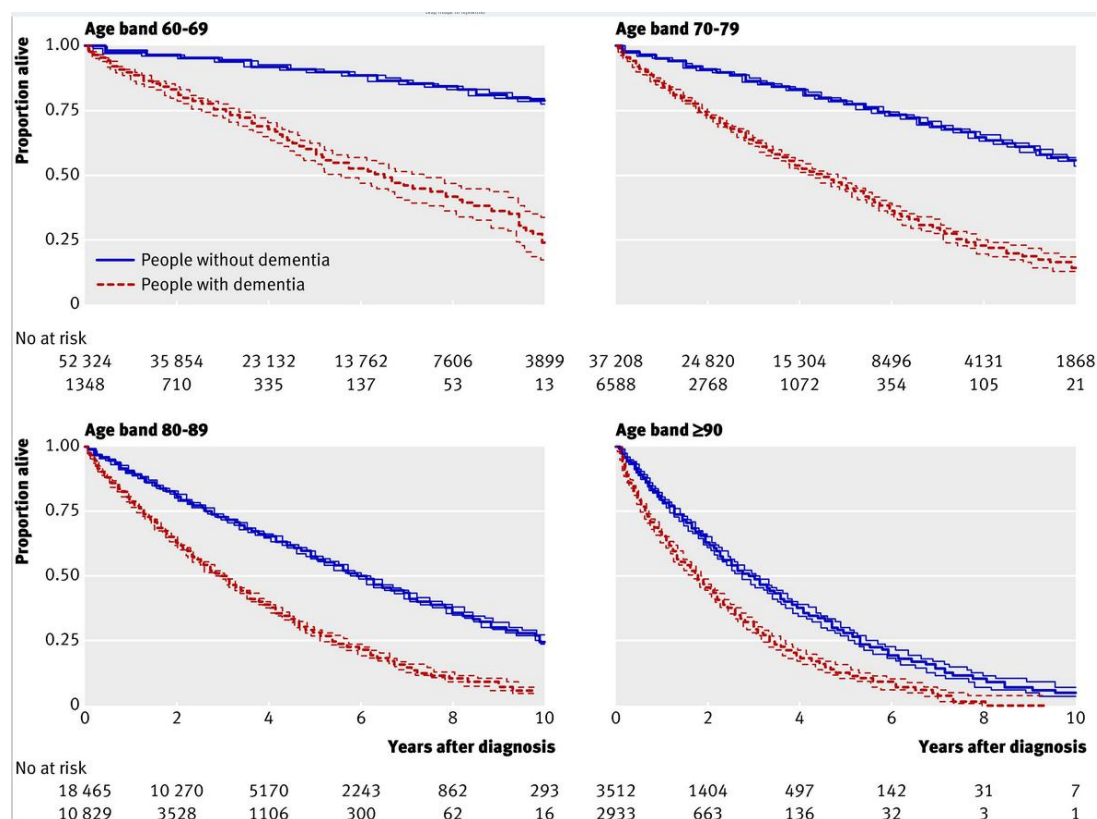 Age band 60-69
Age band 70-79
Proportion alive
1.00
0.75
0.50
0.25
0
People without dementia
People with dementia
No at risk
52 324 35 854 23 132 13 762 7606 3899 37 208 24 820 15 304 8496 4131 1868
1348 710 335 137 53 13 6588 2768 1072 354 105 21
Age band 80-89
Age band ≥90
Proportion alive
1.00
0.75
0.50
0.25
0
0 2 4 6 8 10 0 2 4 6 8 10
Years after diagnosis Years after diagnosis
No at risk
18 465 10 270 5170 2243 862 293 3512 1404 497 142 31 7
10 829 3528 1106 300 62 16 2933 663 136 32 3 1